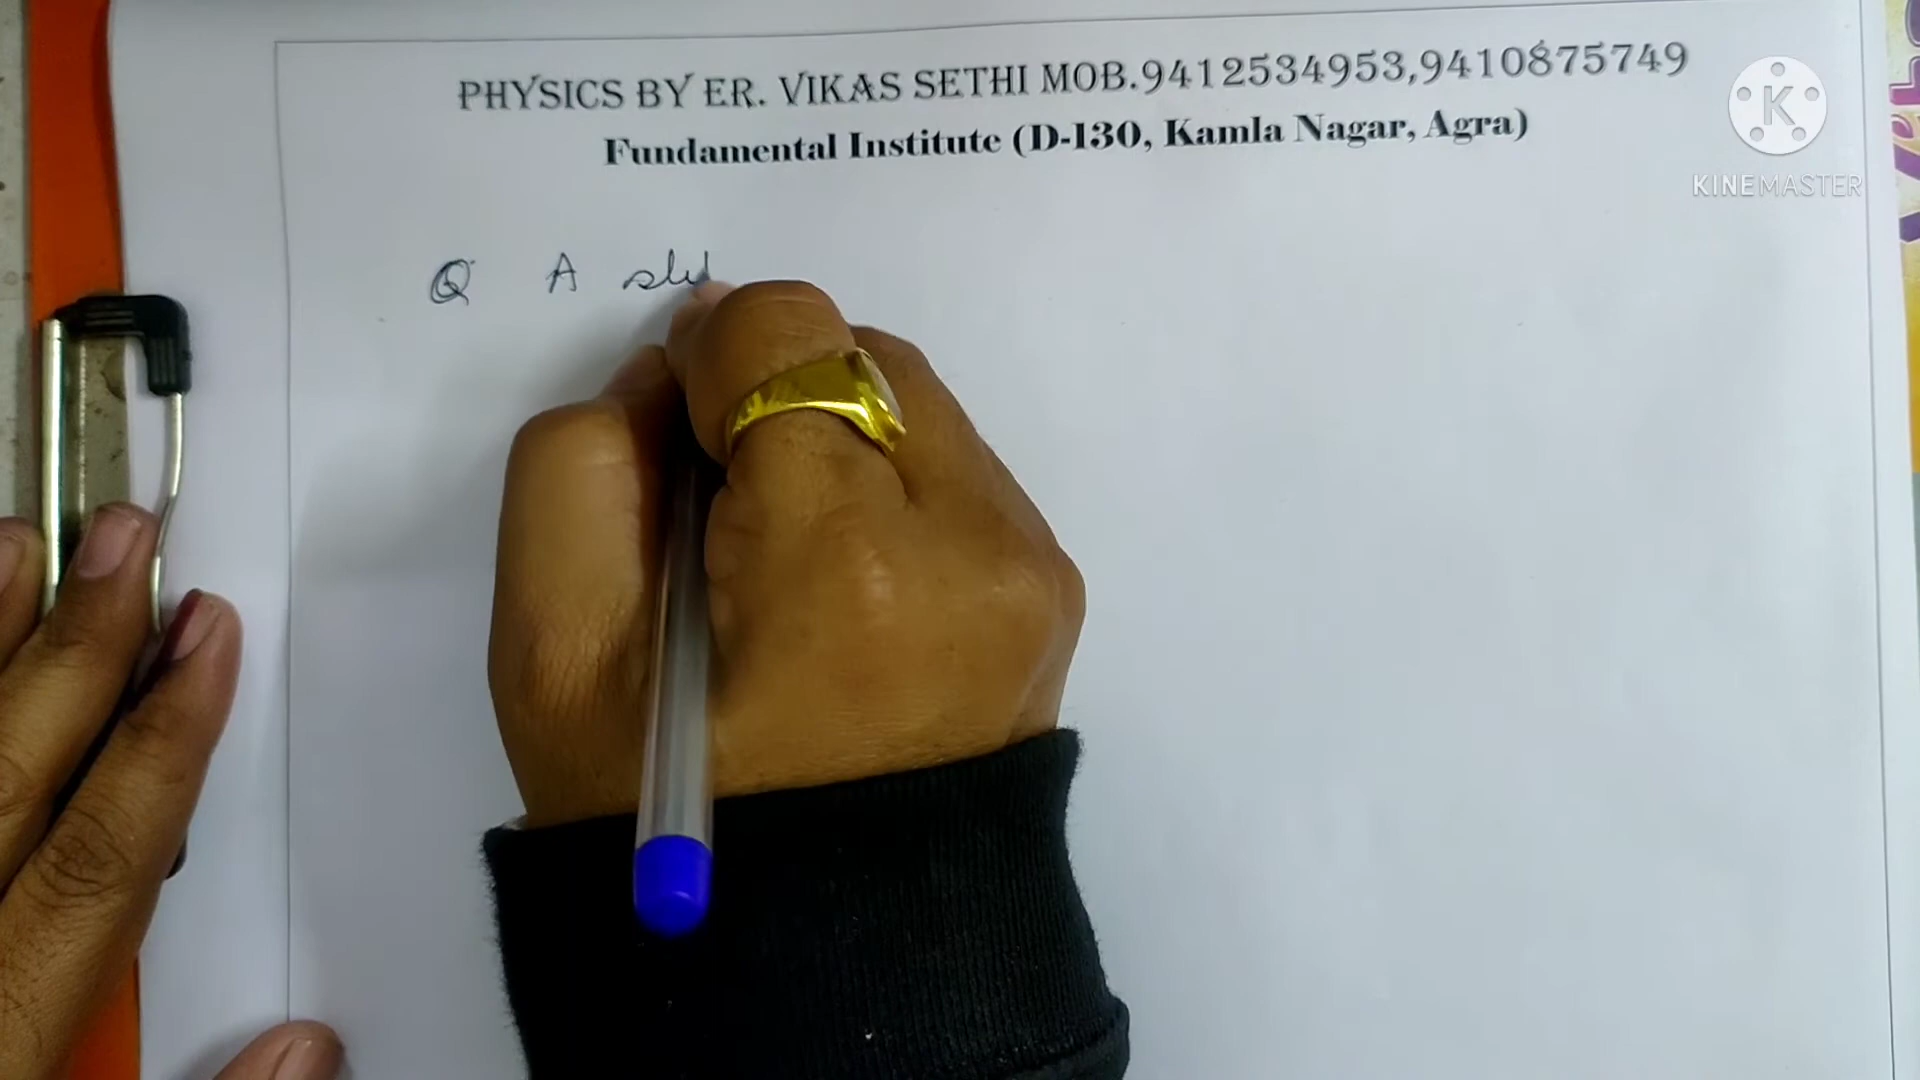 PHYSICS BY ER. VIKAS SETHI MOB.9412534953,9410875749
Fundamental Institute (D-130, Kamla Nagar, Agra)
KINEMASTER
Q A